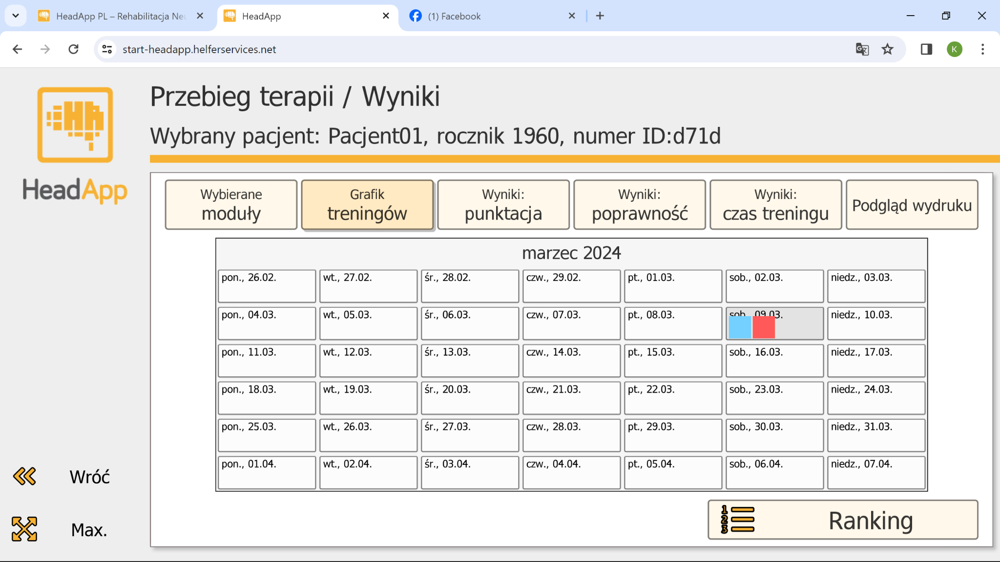 HeadApp PL – Rehabilitacja Neu
HeadApp
(1) Facebook
start-headapp.helferservices.net
K
HeadApp
Przebieg terapii / Wyniki
Wybrany pacjent: Pacjent01, rocznik 1960, numer ID:d71d
Wybierane moduły
Grafik treningów
Wyniki: punktacja
Wyniki: poprawność
Wyniki: czas treningu
Podgląd wydruku
marzec 2024
pon., 26.02. wt., 27.02. śr., 28.02. czw., 29.02. pt., 01.03. sob., 02.03. niedz., 03.03.
pon., 04.03. wt., 05.03. śr., 06.03. czw., 07.03. pt., 08.03. sob., 09.03. niedz., 10.03.
pon., 11.03. wt., 12.03. śr., 13.03. czw., 14.03. pt., 15.03. sob., 16.03. niedz., 17.03.
pon., 18.03. wt., 19.03. śr., 20.03. czw., 21.03. pt., 22.03. sob., 23.03. niedz., 24.03.
pon., 25.03. wt., 26.03. śr., 27.03. czw., 28.03. pt., 29.03. sob., 30.03. niedz., 31.03.
pon., 01.04. wt., 02.04. śr., 03.04. czw., 04.04. pt., 05.04. sob., 06.04. niedz., 07.04.
Wróć
Max.
1
2
3
Ranking